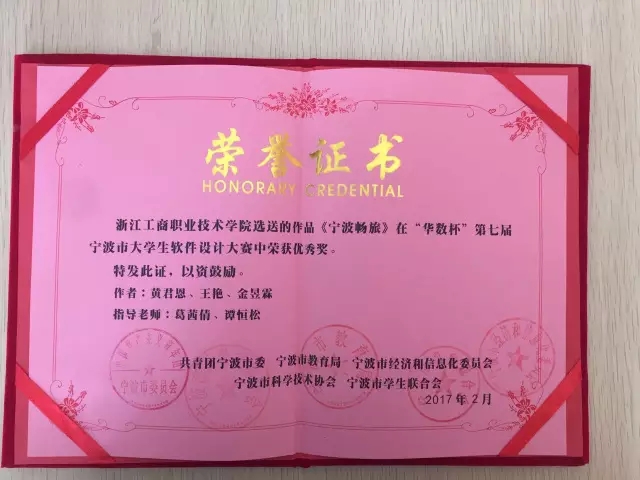 荣誉证书
HONORARY CREDENTIAL
浙江工商职业技术学院选送的作品《宁波畅旅》在“华数杯”第七届
宁波市大学生软件设计大赛中荣获优秀奖。
特发此证，以资鼓励。
作者：黄君恩、王艳、金昱霖
指导老师：葛茜倩、谭恒松
共青团宁波市委 宁波市教育局 宁波市经济和信息化委员会
宁波市科学技术协会 宁波市学生联合会
2017年2月
宁波市委员会